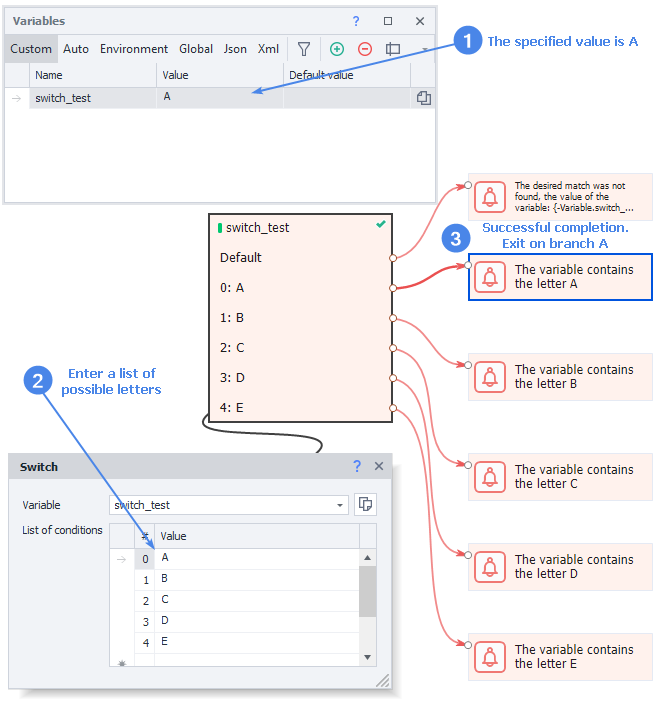 Variables
?
Custom Auto Environment Global Json Xml
Name Value Default value
switch_test A
1 The specified value is A
switch_test
Default
0: A
1: B
2: C
3: D
4: E
The desired match was not
found, the value of the
variable: {-Variable.switch_...
3 Successful completion.
Exit on branch A
The variable contains
the letter A
The variable contains
the letter B
The variable contains
the letter C
The variable contains
the letter D
The variable contains
the letter E
2 Enter a list of
possible letters
Switch
?
Variable switch_test
List of conditions
# Value
0 A
1 B
2 C
3 D
4 E